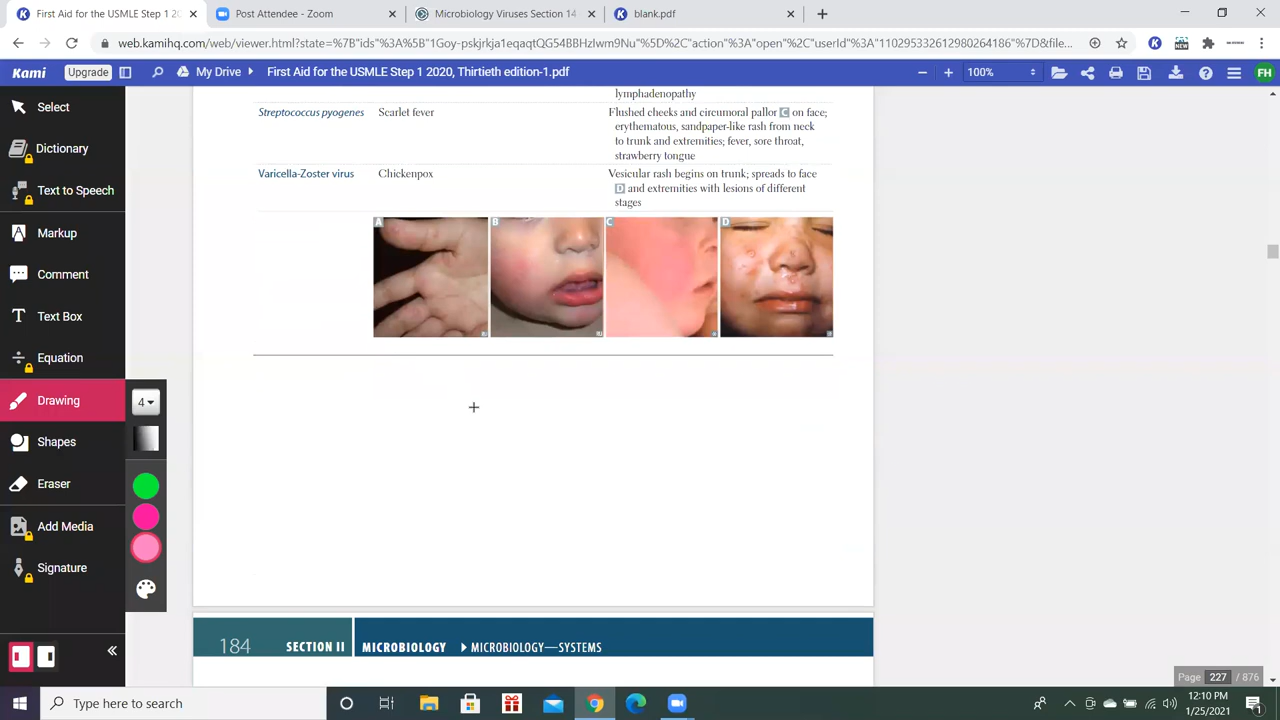 First Aid for the USMLE Step 1 20
Post Attendee - Zoom
Microbiology Viruses Section 14
blank.pdf
web.kamihq.com/web/viewer.html?state=%7B"ids"%3A%5B"1Goy-pskjrkja1eqaqtQG54BBHzlwm9Nu"%5D%2C"action"%3A"open"%2C"userId"%3A"110295332612980264186"%7D&file...
NEW
Kami
Upgrade
My Drive
First Aid for the USMLE Step 1 2020, Thirtieth edition-1.pdf
100%
FH
Select
Dictionary
Text to Speech
Markup
Comment
Text Box
Equation
Drawing
Shapes
Eraser
Add Media
Signature
4
lymphadenopathy
Streptococcus pyogenes Scarlet fever Flushed cheeks and circumoral pallor C on face;
erythematous, sandpaper-like rash from neck
to trunk and extremities; fever, sore throat,
strawberry tongue
Varicella-Zoster virus Chickenpox Vesicular rash begins on trunk; spreads to face
D and extremities with lesions of different
stages
A B C D
184 SECTION II MICROBIOLOGY MICROBIOLOGY—SYSTEMS
Page 227 / 876
Type here to search
12:10 PM
1/25/2021
1